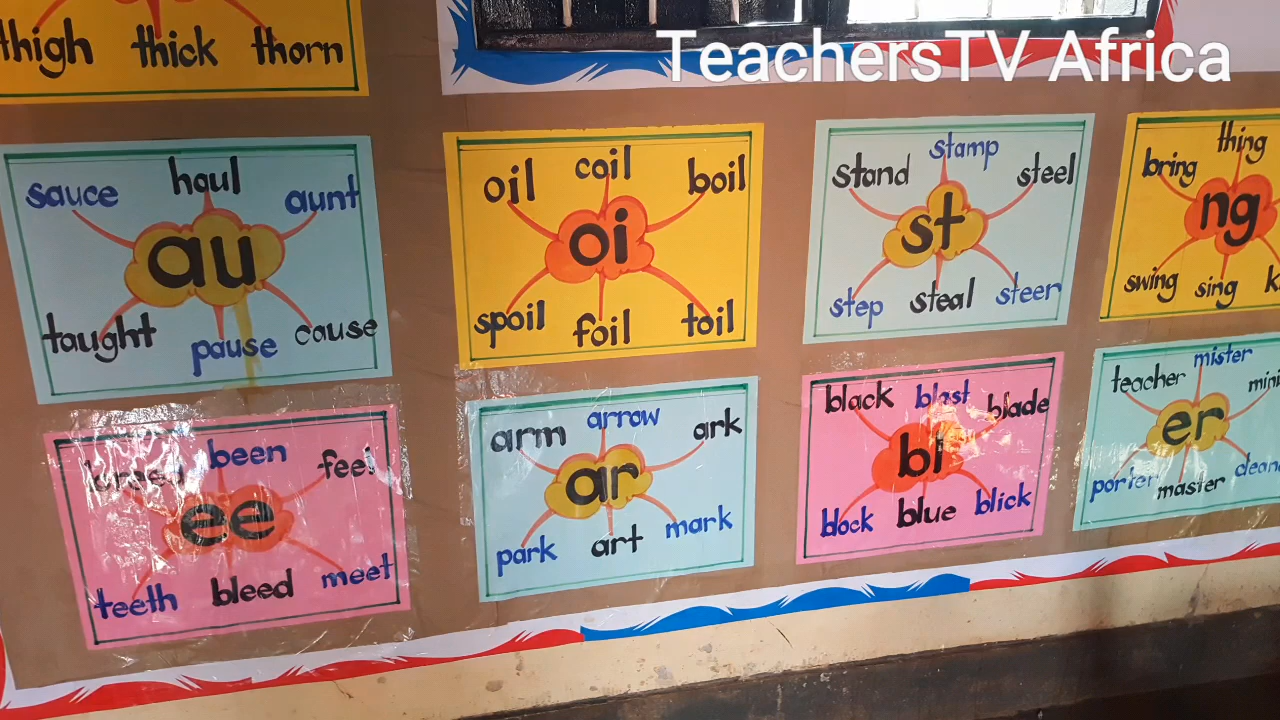 TeachersTV Africa
thigh thick thorn
haul
sauce aunt
au
taught pause cause
coil
oil boil
oi
spoil foil toil
stamp
stand steel
st
step steal steer
thing
bring
ng
swing sing
been
feel
ee
teeth bleed meet
arrow
arm ark
ar
park art mark
black blast blade
bl
block blue blick
mister
teacher
er
porter master